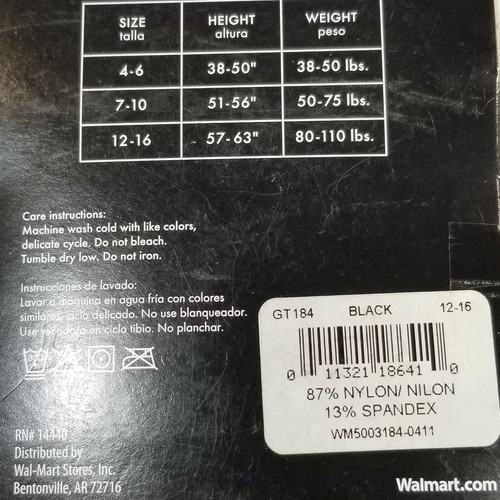 SIZE HEIGHT WEIGHT
talla altura peso
4-6 38-50" 38-50 lbs.
7-10 51-56" 50-75 lbs.
12-16 57-63" 80-110 lbs.
Care instructions:
Machine wash cold with like colors,
delicate cycle. Do not bleach.
Tumble dry low. Do not iron.
Instrucciones de lavado:
Lavar a máquina en agua fría con colores
similares, ciclo delicado. No use blanqueador.
Use secadora en ciclo tibio. No planchar.
RN# 14440
Distributed by
Wal-Mart Stores, Inc.
Bentonville, AR 72716
GT184 BLACK 12-16
0 11321 18641 0
87% NYLON/ NILON
13% SPANDEX
WM5003184-0411
Walmart.com